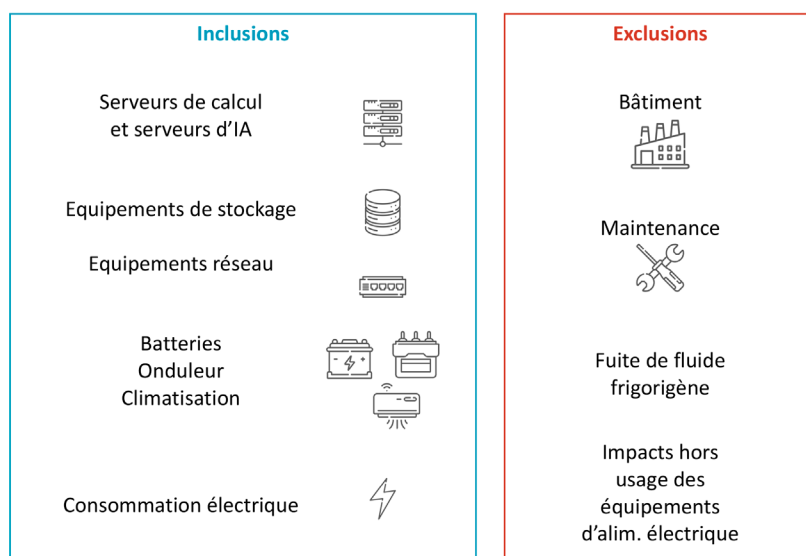 Inclusions
Serveurs de calcul
et serveurs d’IA
Equipements de stockage
Equipements réseau
Batteries
Onduleur
Climatisation
Consommation électrique
Exclusions
Bâtiment
Maintenance
Fuite de fluide
frigorigène
Impacts hors
usage des
équipements
d’alim. électrique